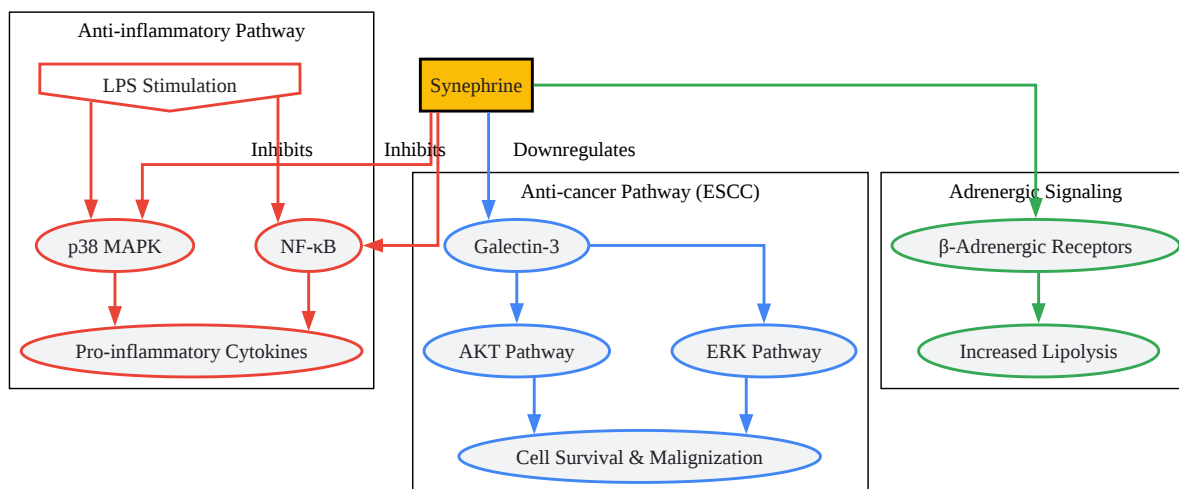 Anti-inflammatory Pathway
LPS Stimulation
Synephrine
Inhibits
Inhibits
Downregulates
Anti-cancer Pathway (ESCC)
Adrenergic Signaling
p38 MAPK
NF-κB
Galectin-3
β-Adrenergic Receptors
Pro-inflammatory Cytokines
AKT Pathway
ERK Pathway
Increased Lipolysis
Cell Survival & Malignization